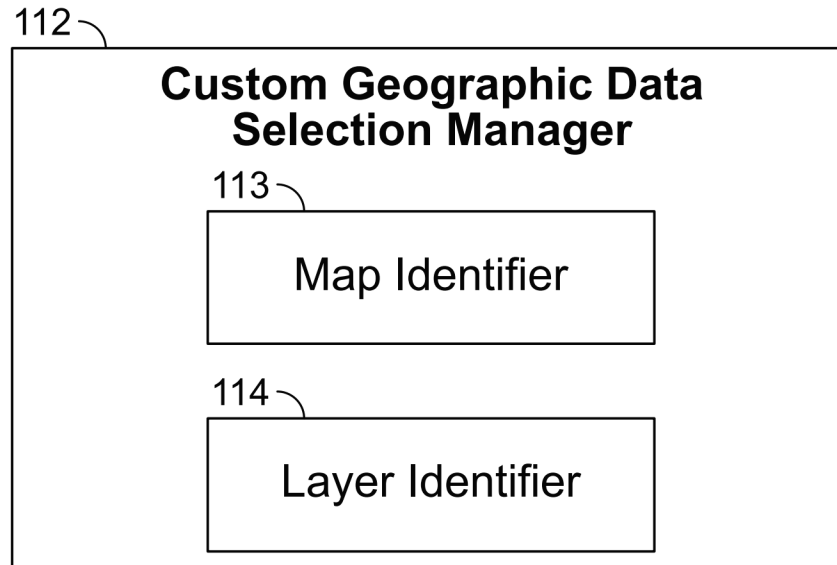 112
Custom Geographic Data
Selection Manager
113
Map Identifier
114
Layer Identifier